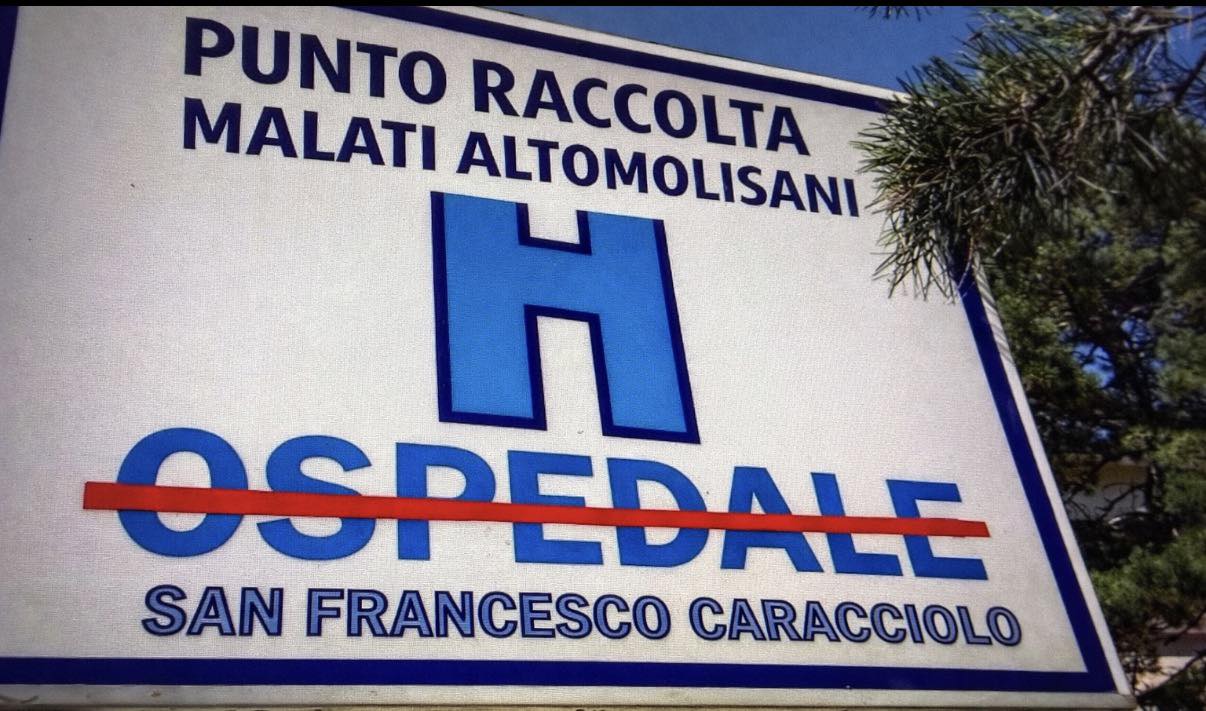 PUNTO RACCOLTA
MALATI ALTOMOLISANI
H
OSPEDALE
SAN FRANCESCO CARACCIOLO